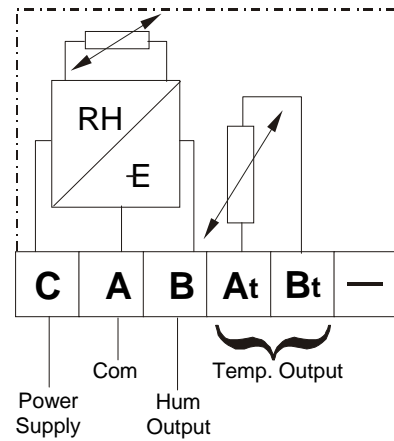 RH
E
C A B At Bt —
Com
Temp. Output
Power
Supply
Hum
Output